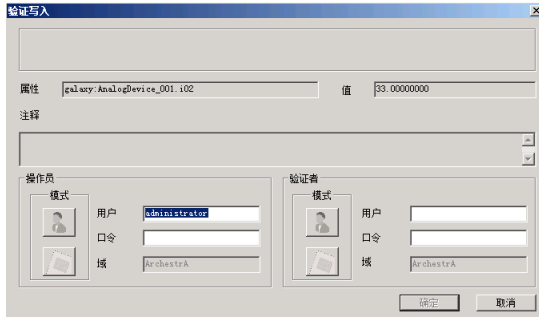 验证写入
属性 galaxy:AnalogDevice_001.i02 值 33.00000000
注释
操作员 验证者
模式 模式
用户 administrator 用户
口令 口令
域 ArchestrA 域 ArchestrA
确定 取消